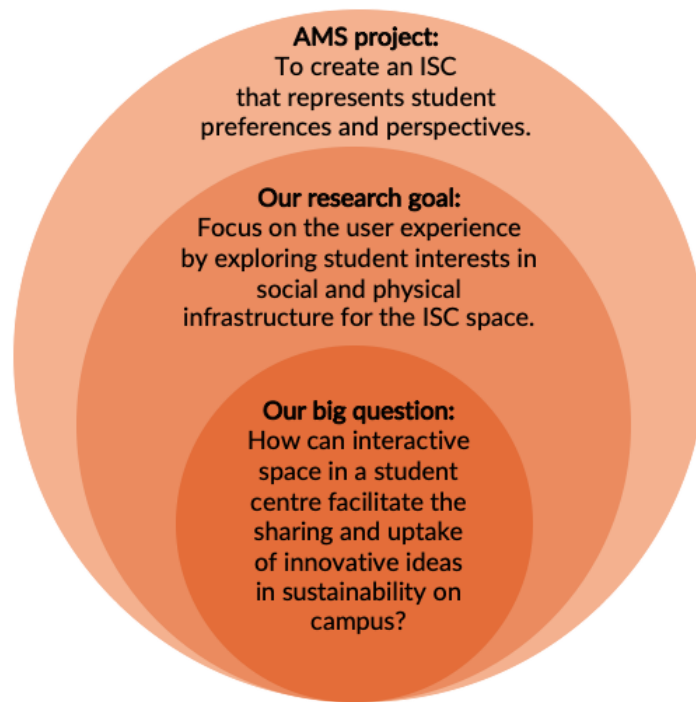 AMS project:
To create an ISC
that represents student
preferences and perspectives.
Our research goal:
Focus on the user experience
by exploring student interests in
social and physical
infrastructure for the ISC space.
Our big question:
How can interactive
space in a student
centre facilitate the
sharing and uptake
of innovative ideas
in sustainability on
campus?